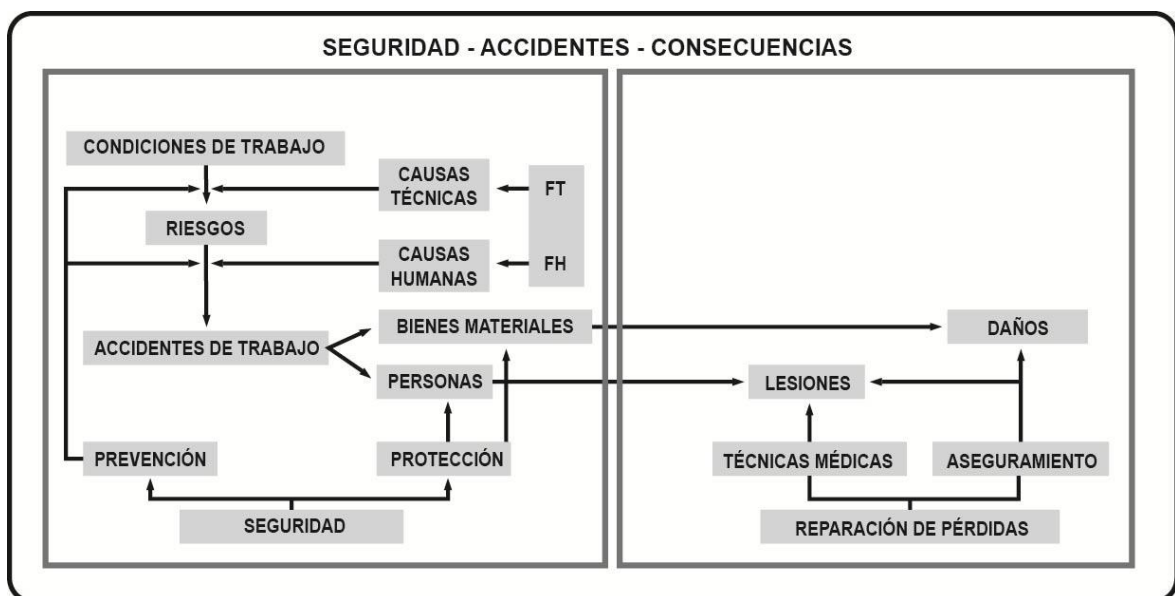 SEGURIDAD - ACCIDENTES - CONSECUENCIAS
CONDICIONES DE TRABAJO
CAUSAS
TÉCNICAS
FT
RIESGOS
CAUSAS
HUMANAS
FH
BIENES MATERIALES
DAÑOS
ACCIDENTES DE TRABAJO
PERSONAS
LESIONES
PREVENCIÓN
PROTECCIÓN
TÉCNICAS MÉDICAS
ASEGURAMIENTO
SEGURIDAD
REPARACIÓN DE PÉRDIDAS